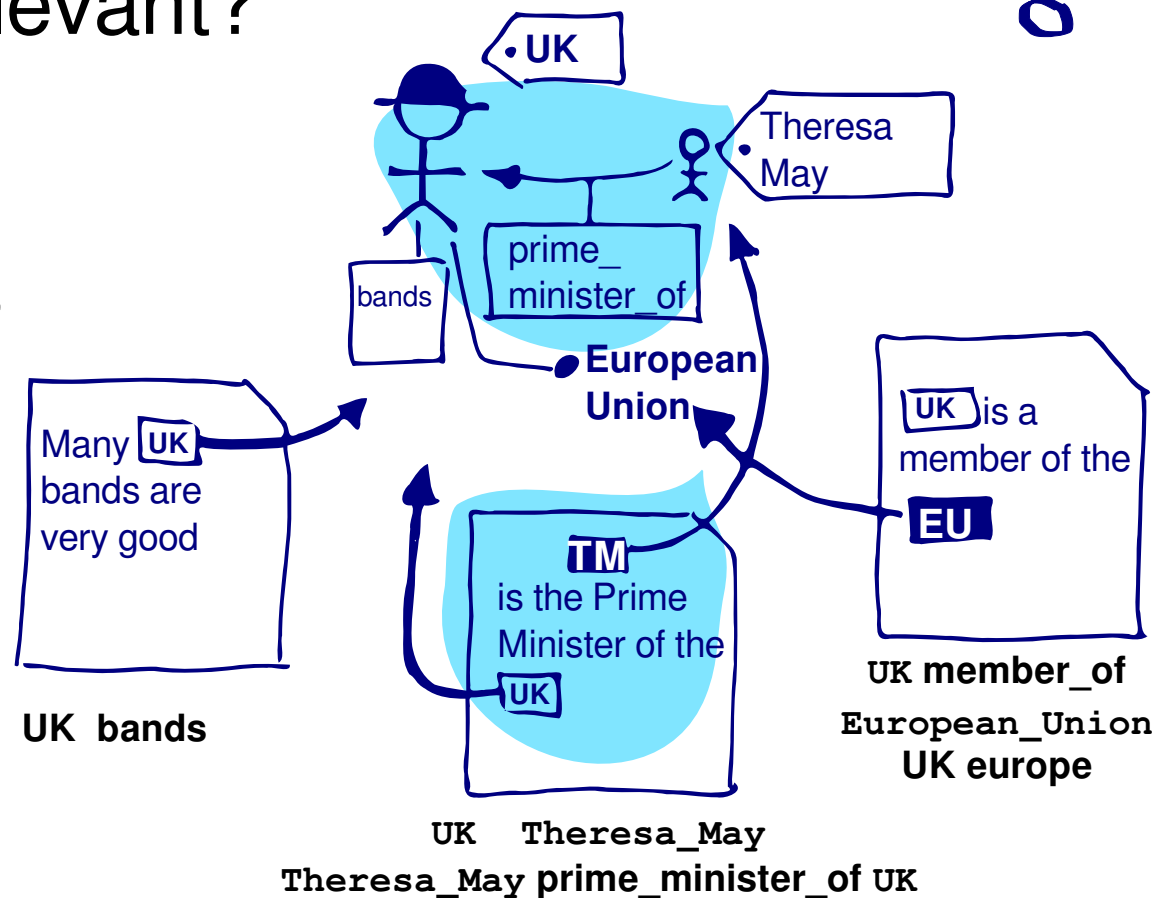 levant?
UK
Theresa
May
prime_
minister_of
bands
European
Union
Many UK
bands are
very good
UK is a
member of the
EU
TM
is the Prime
Minister of the
UK
UK bands
UK member_of
European_Union
UK europe
UK Theresa_May
Theresa_May prime_minister_of UK